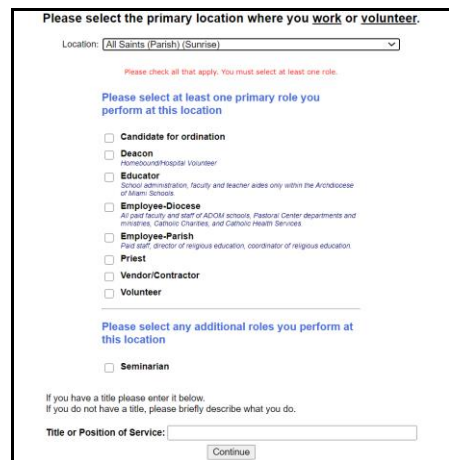 Please select the primary location where you work or volunteer.
Location: All Saints (Parish) (Sunrise)
Please check all that apply. You must select at least one role.
Please select at least one primary role you
perform at this location
Candidate for ordination
Deacon
Homebound/Hospital Volunteer
Educator
School administration, faculty and teacher aides only within the Archdiocese
of Miami Schools.
Employee-Diocese
All paid faculty and staff of ADOM schools, Pastoral Center departments and
ministries, Catholic Charities, and Catholic Health Services.
Employee-Parish
Paid staff, director of religious education, coordinator of religious education.
Priest
Vendor/Contractor
Volunteer
Please select any additional roles you perform at
this location
Seminarian
If you have a title please enter it below.
If you do not have a title, please briefly describe what you do.
Title or Position of Service:
Continue